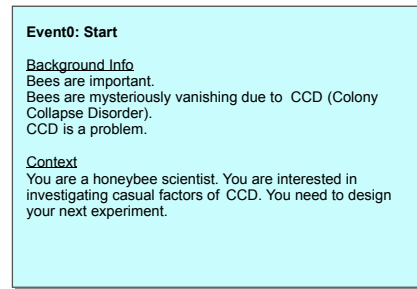 Event0: Start
Background Info
Bees are important.
Bees are mysteriously vanishing due to CCD (Colony
Collapse Disorder).
CCD is a problem.
Context
You are a honeybee scientist. You are interested in
investigating casual factors of CCD. You need to design
your next experiment.